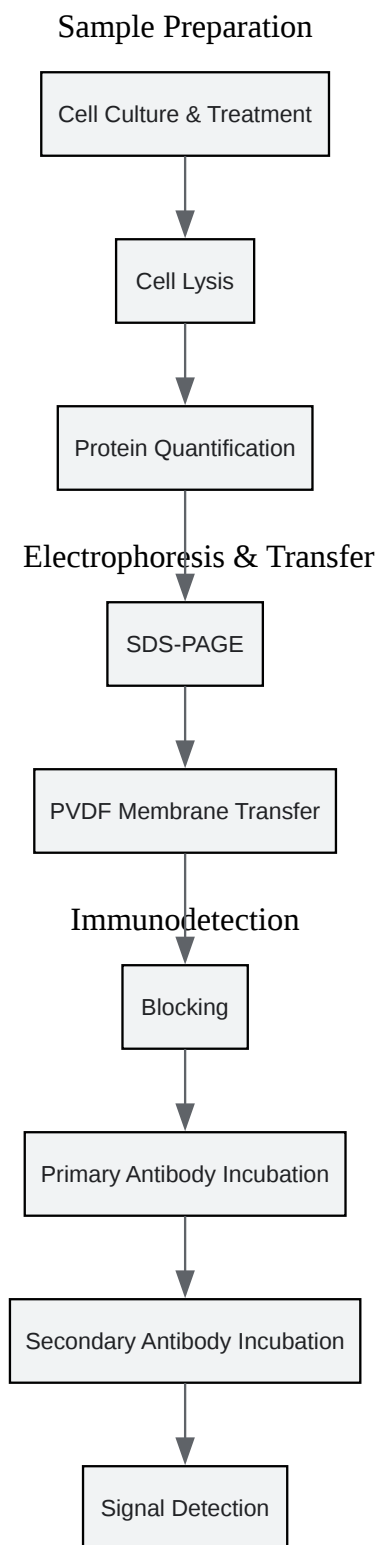 Sample Preparation
Cell Culture & Treatment
Cell Lysis
Protein Quantification
Electrophoresis & Transfer
SDS-PAGE
PVDF Membrane Transfer
Immunodetection
Blocking
Primary Antibody Incubation
Secondary Antibody Incubation
Signal Detection